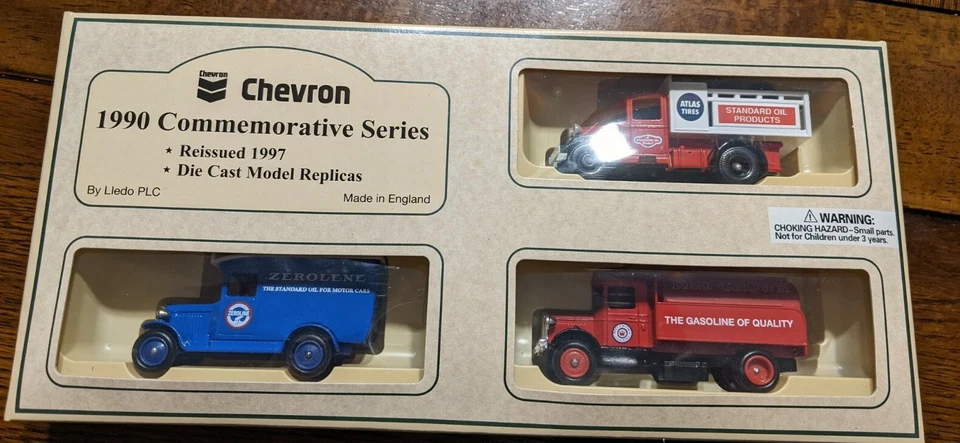 Chevron
Chevron
1990 Commemorative Series
★ Reissued 1997
★ Die Cast Model Replicas
By Lledo PLC
Made in England
ATLAS
TIRES
STANDARD OIL
PRODUCTS
⚠ WARNING:
CHOKING HAZARD–Small parts.
Not for Children under 3 years.
ZEROLENE
THE STANDARD OIL FOR MOTOR CARS
ZEROLENE
RED CROWN
THE GASOLINE OF QUALITY